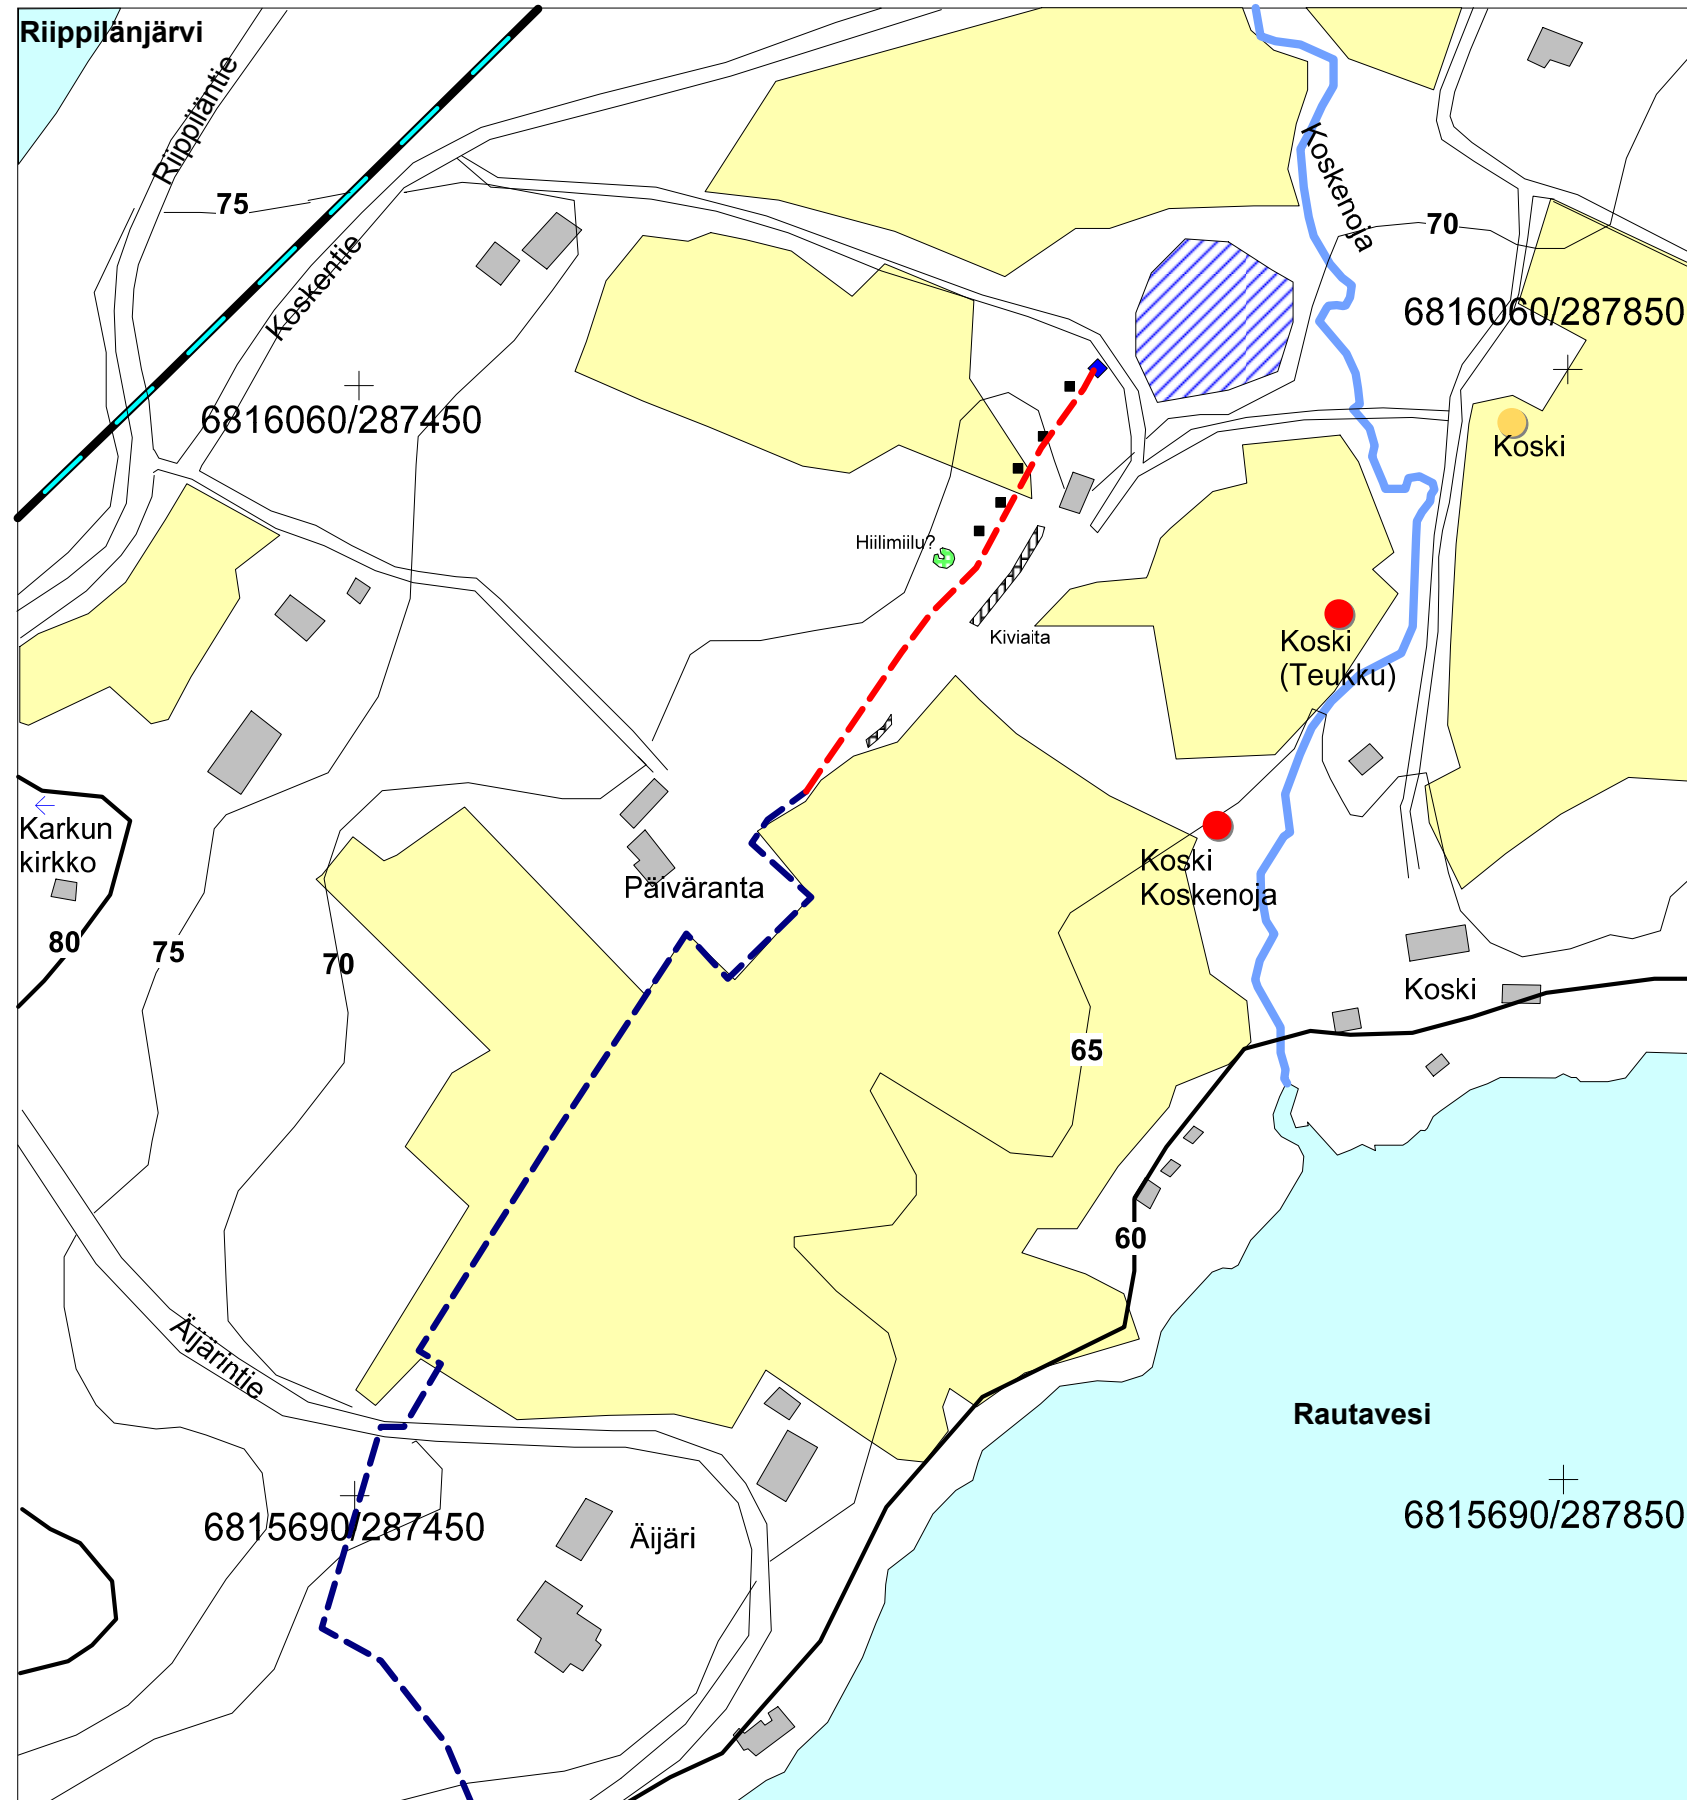 Riippilänjärvi
Riippiläntie
Koskenoja
75
70
Koskentie
6816060/287850
6816060/287450
Koski
Hiilimiilu?
Kiviaita
Koski
(Teukku)
Karkun
kirkko
Koski
Koskenoja
Päiväranta
80
75
70
Koski
65
60
Äijärintie
Rautavesi
6815690/287450
6815690/287850
Äijäri